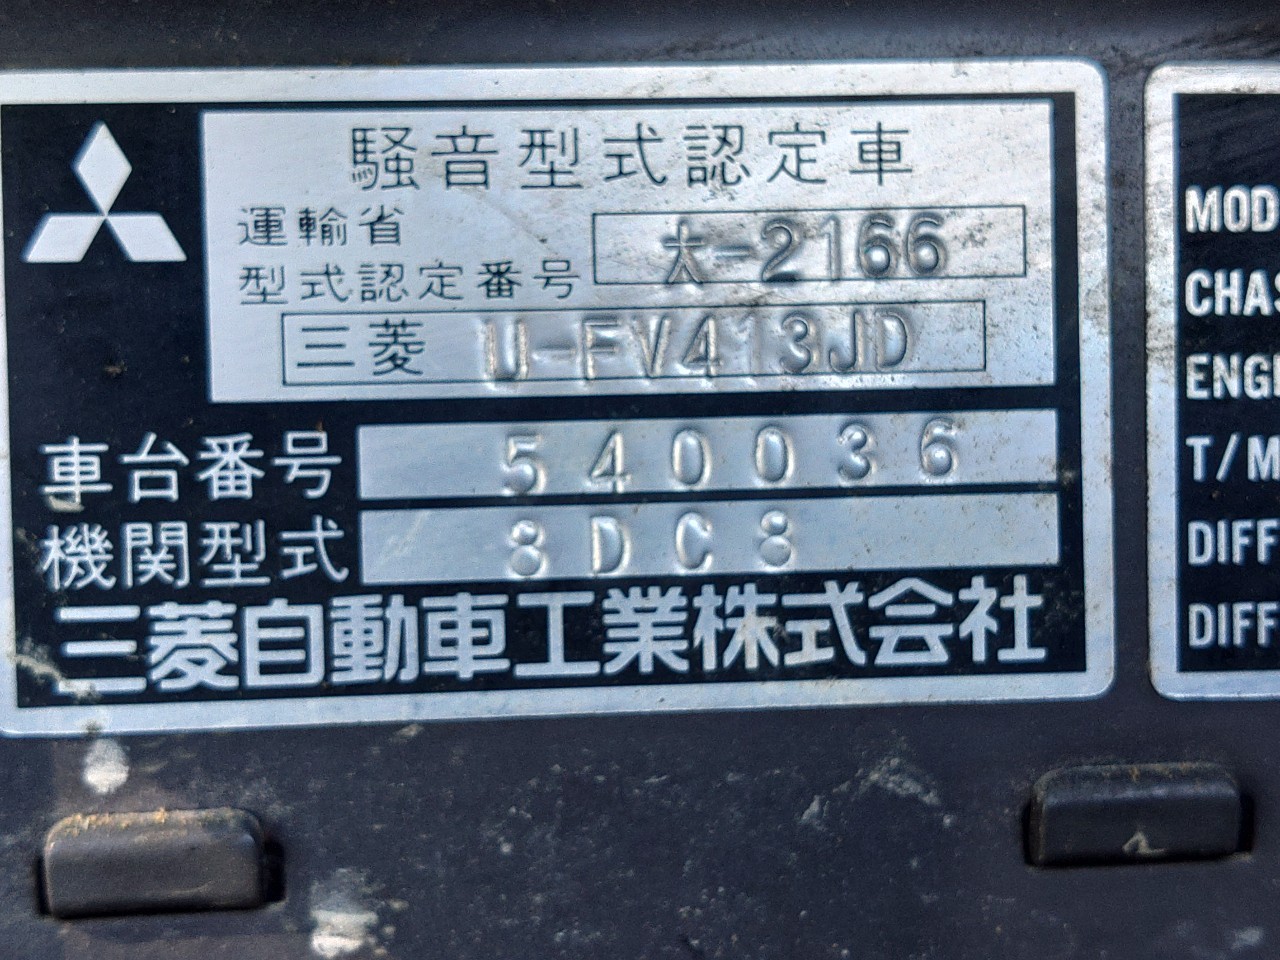 騒音型式認定車
運輸省
型式認定番号 大-2166
三菱 U-FV413JD
車台番号 540036
機関型式 8DC8
三菱自動車工業株式会社
MOD
CHAS
ENGI
T/M
DIFF
DIFF